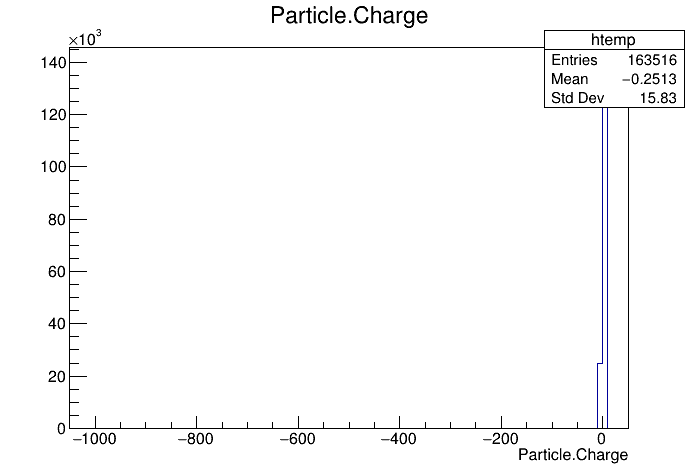 Particle.Charge
×10³
htemp
Entries 163516
Mean −0.2513
Std Dev 15.83
140
120
100
80
60
40
20
0
−1000 −800 −600 −400 −200 0
Particle.Charge